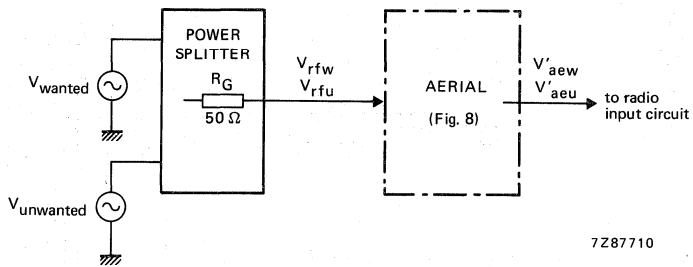 POWER
SPLITTER
R_G
50 Ω
V_wanted
V_unwanted
V_rfw
V_rfu
AERIAL
(Fig. 8)
V'_aew
V'_aeu
to radio
input circuit
7Z87710